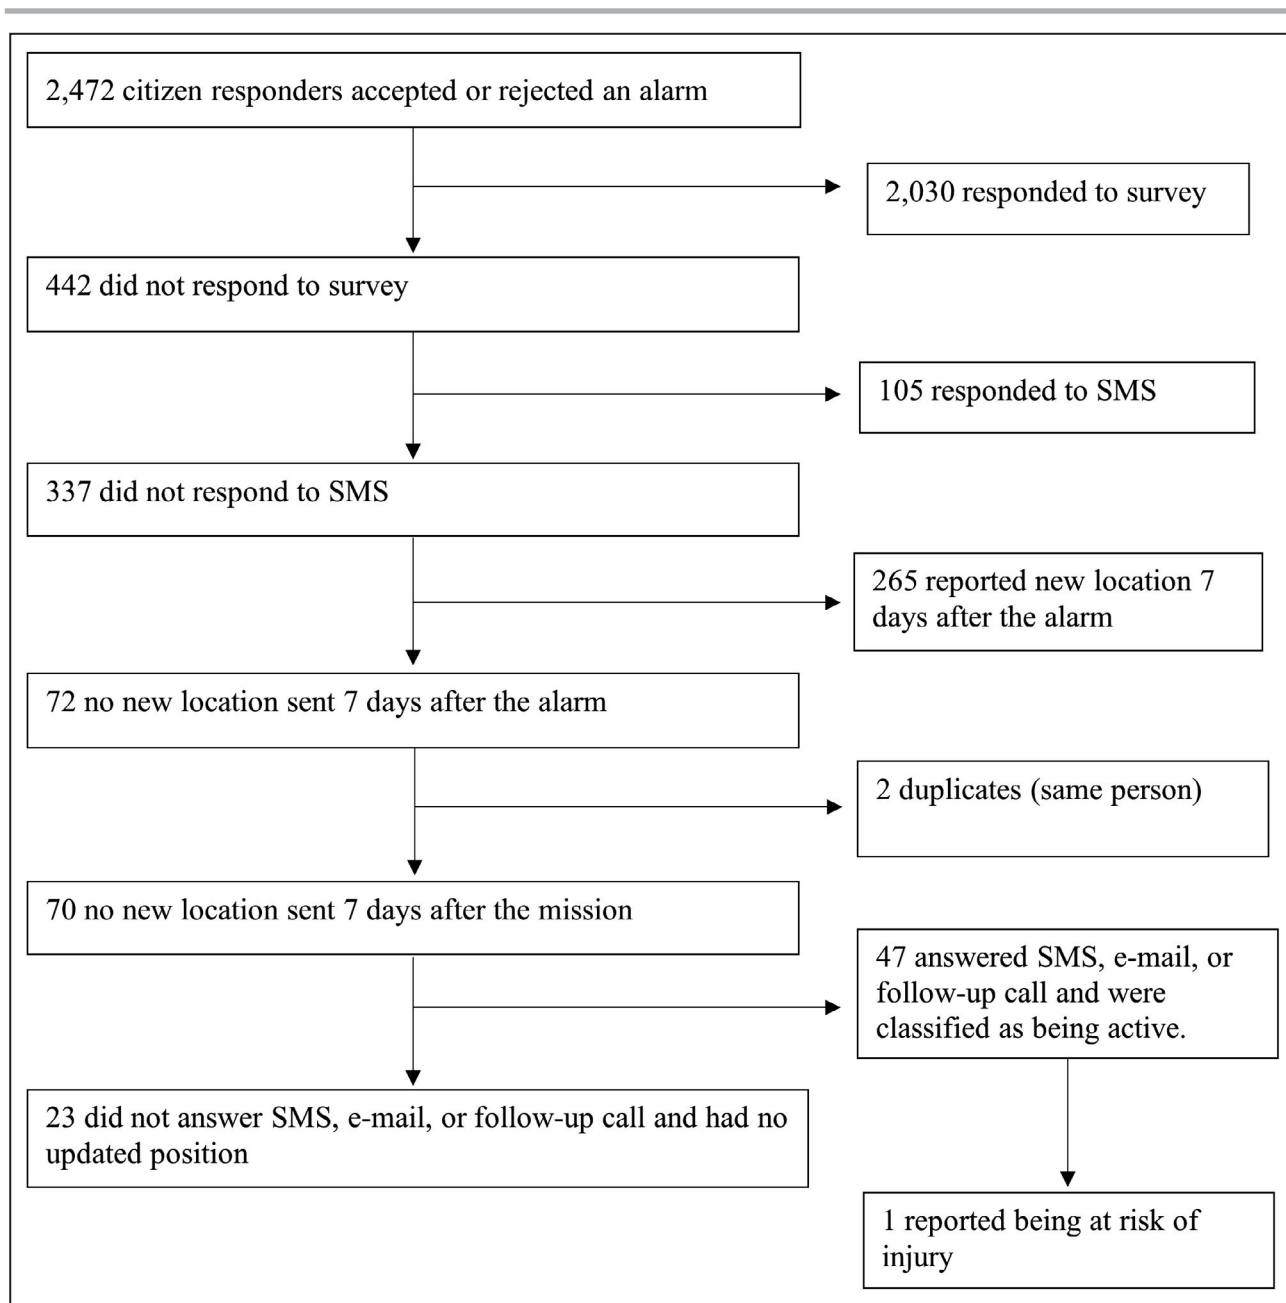 2,472 citizen responders accepted or rejected an alarm
2,030 responded to survey
442 did not respond to survey
105 responded to SMS
337 did not respond to SMS
265 reported new location 7
days after the alarm
72 no new location sent 7 days after the alarm
2 duplicates (same person)
70 no new location sent 7 days after the mission
47 answered SMS, e-mail, or
follow-up call and were
classified as being active.
23 did not answer SMS, e-mail, or follow-up call and had no
updated position
1 reported being at risk of
injury